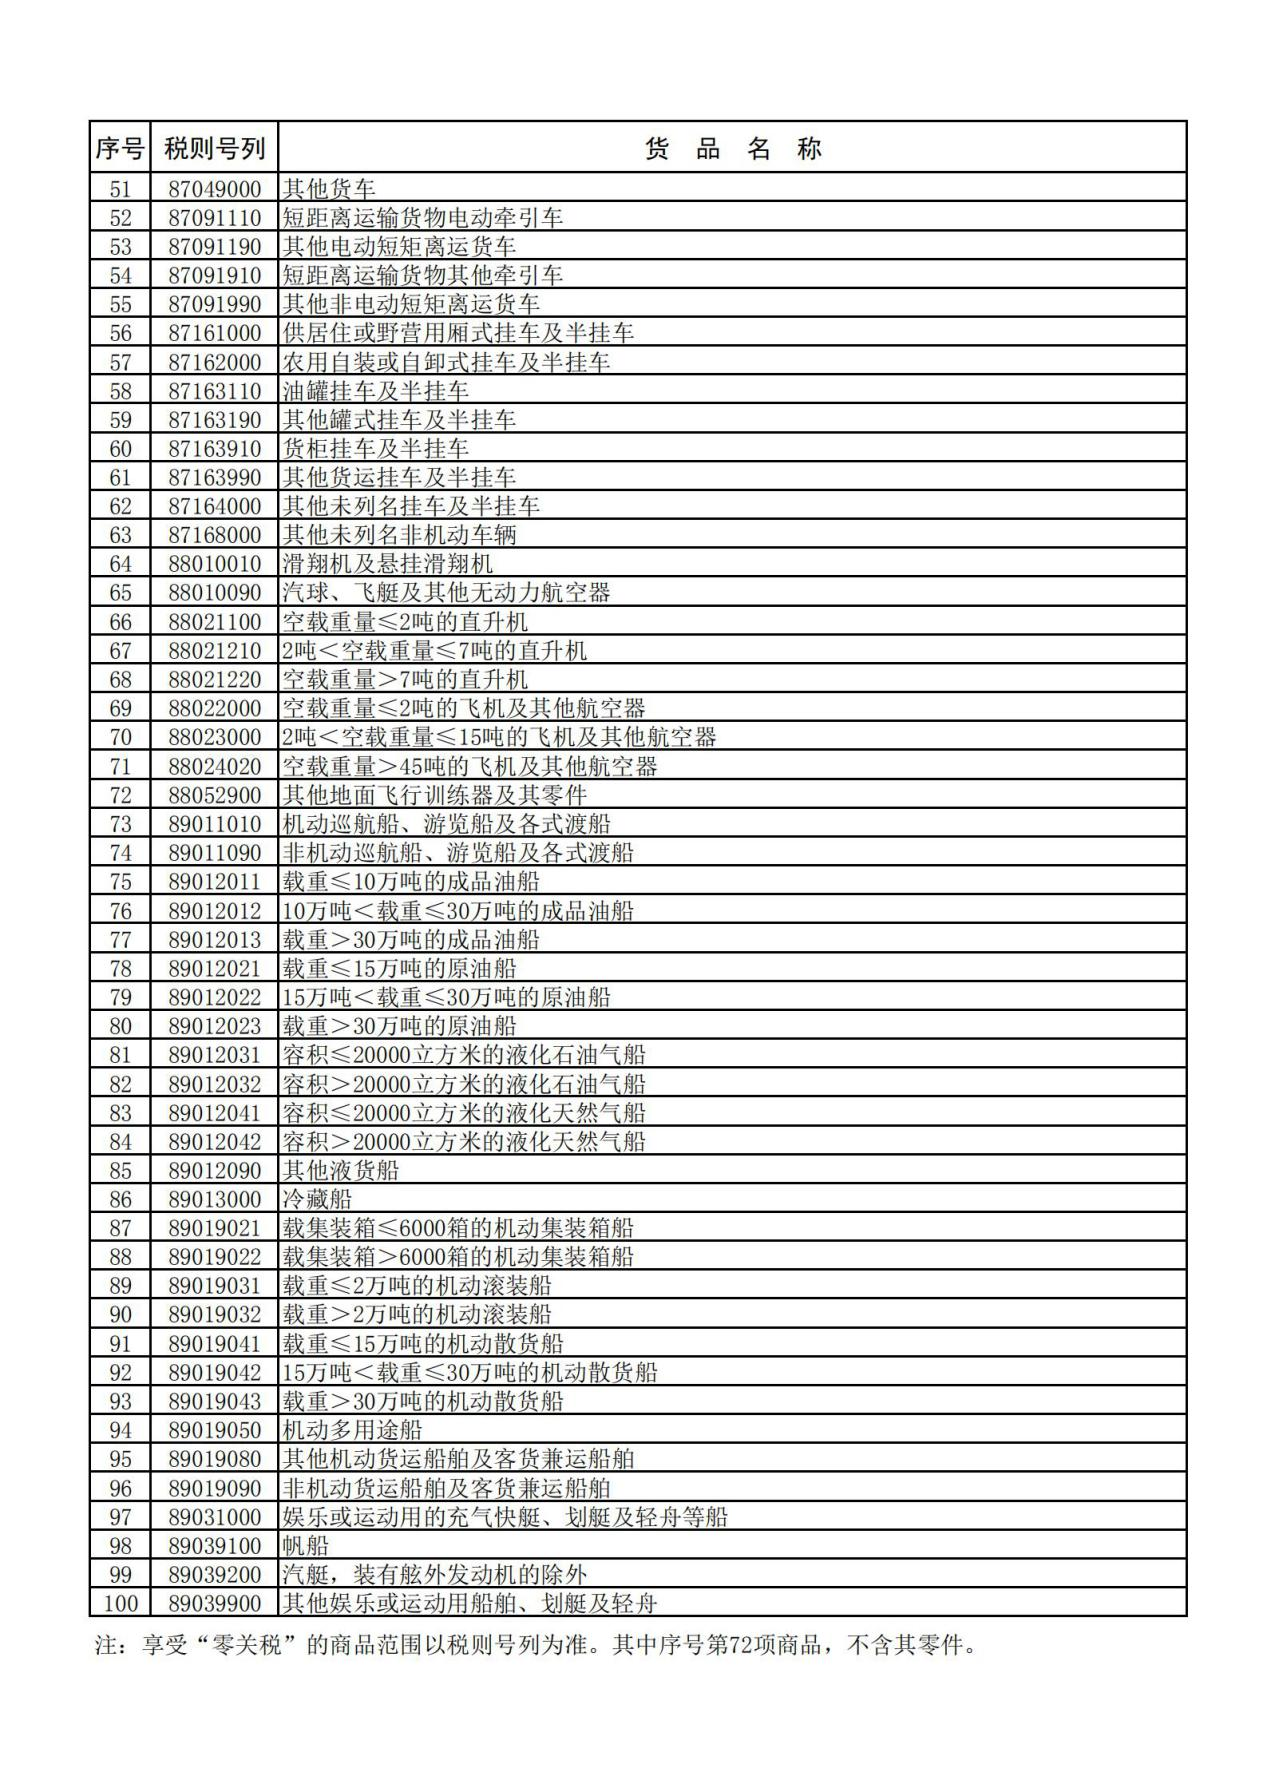 序号 税则号列 货 品 名 称
51 87049000 其他货车
52 87091110 短距离运输货物电动牵引车
53 87091190 其他电动短矩离运货车
54 87091910 短距离运输货物其他牵引车
55 87091990 其他非电动短矩离运货车
56 87161000 供居住或野营用厢式挂车及半挂车
57 87162000 农用自装或自卸式挂车及半挂车
58 87163110 油罐挂车及半挂车
59 87163190 其他罐式挂车及半挂车
60 87163910 货柜挂车及半挂车
61 87163990 其他货运挂车及半挂车
62 87164000 其他未列名挂车及半挂车
63 87168000 其他未列名非机动车辆
64 88010010 滑翔机及悬挂滑翔机
65 88010090 汽球、飞艇及其他无动力航空器
66 88021100 空载重量≤2吨的直升机
67 88021210 2吨＜空载重量≤7吨的直升机
68 88021220 空载重量＞7吨的直升机
69 88022000 空载重量≤2吨的飞机及其他航空器
70 88023000 2吨＜空载重量≤15吨的飞机及其他航空器
71 88024020 空载重量＞45吨的飞机及其他航空器
72 88052900 其他地面飞行训练器及其零件
73 89011010 机动巡航船、游览船及各式渡船
74 89011090 非机动巡航船、游览船及各式渡船
75 89012011 载重≤10万吨的成品油船
76 89012012 10万吨＜载重≤30万吨的成品油船
77 89012013 载重＞30万吨的成品油船
78 89012021 载重≤15万吨的原油船
79 89012022 15万吨＜载重≤30万吨的原油船
80 89012023 载重＞30万吨的原油船
81 89012031 容积≤20000立方米的液化石油气船
82 89012032 容积＞20000立方米的液化石油气船
83 89012041 容积≤20000立方米的液化天然气船
84 89012042 容积＞20000立方米的液化天然气船
85 89012090 其他液货船
86 89013000 冷藏船
87 89019021 载集装箱≤6000箱的机动集装箱船
88 89019022 载集装箱＞6000箱的机动集装箱船
89 89019031 载重≤2万吨的机动滚装船
90 89019032 载重＞2万吨的机动滚装船
91 89019041 载重≤15万吨的机动散货船
92 89019042 15万吨＜载重≤30万吨的机动散货船
93 89019043 载重＞30万吨的机动散货船
94 89019050 机动多用途船
95 89019080 其他机动货运船舶及客货兼运船舶
96 89019090 非机动货运船舶及客货兼运船舶
97 89031000 娱乐或运动用的充气快艇、划艇及轻舟等船
98 89039100 帆船
99 89039200 汽艇，装有舷外发动机的除外
100 89039900 其他娱乐或运动用船舶、划艇及轻舟
注：享受“零关税”的商品范围以税则号列为准。其中序号第72项商品，不含其零件。